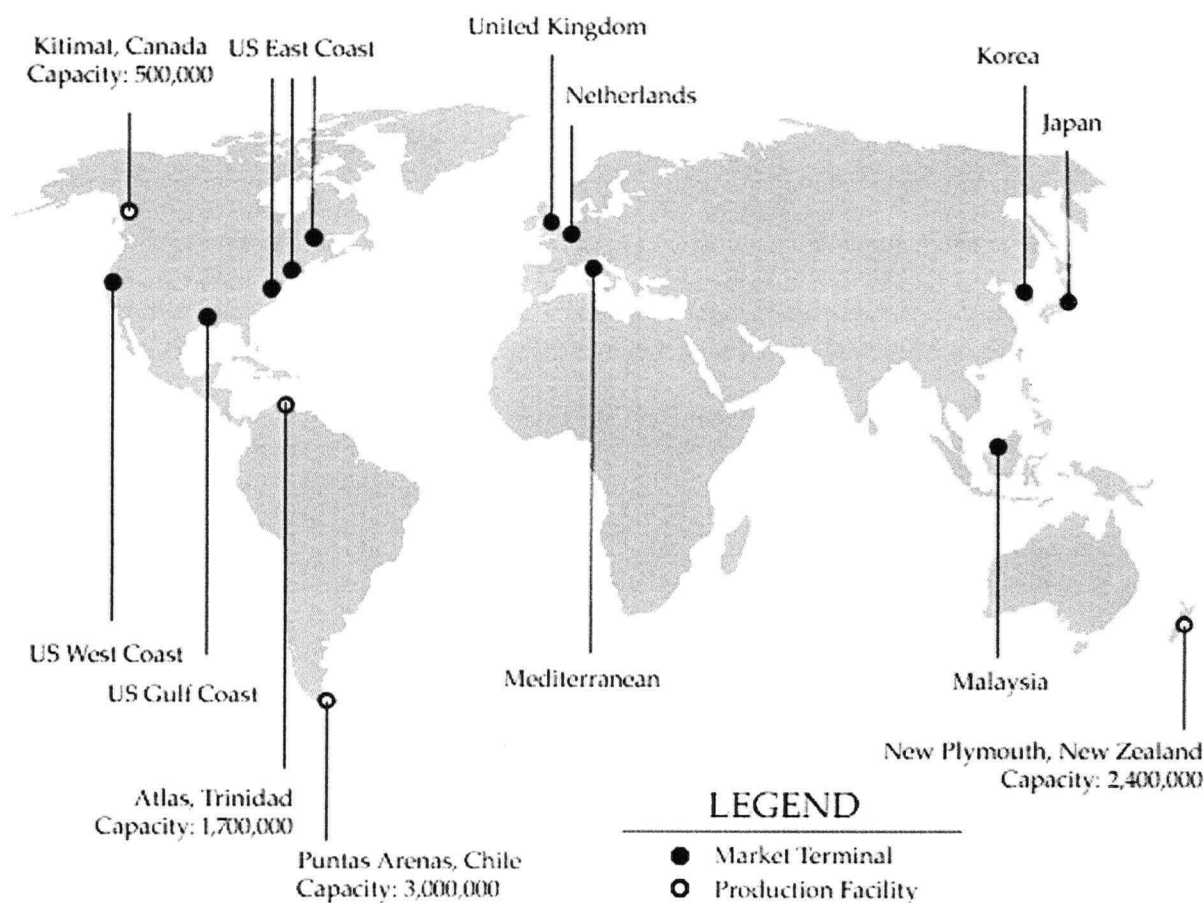 Kitimat, Canada
Capacity: 500,000
US East Coast
United Kingdom
Netherlands
Korea
Japan
US West Coast
US Gulf Coast
Mediterranean
Malaysia
New Plymouth, New Zealand
Capacity: 2,400,000
Atlas, Trinidad
Capacity: 1,700,000
Puntas Arenas, Chile
Capacity: 3,000,000
LEGEND
Market Terminal
Production Facility